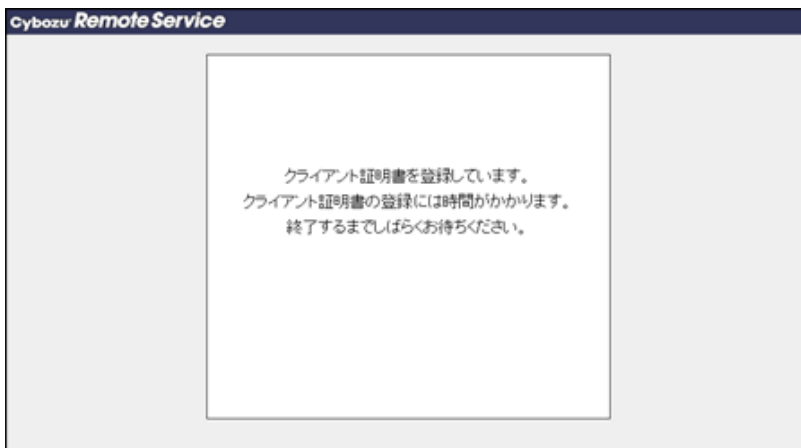 Cybozu Remote Service
クライアント証明書を登録しています。
クライアント証明書の登録には時間がかかります。
終了するまでしばらくお待ちください。